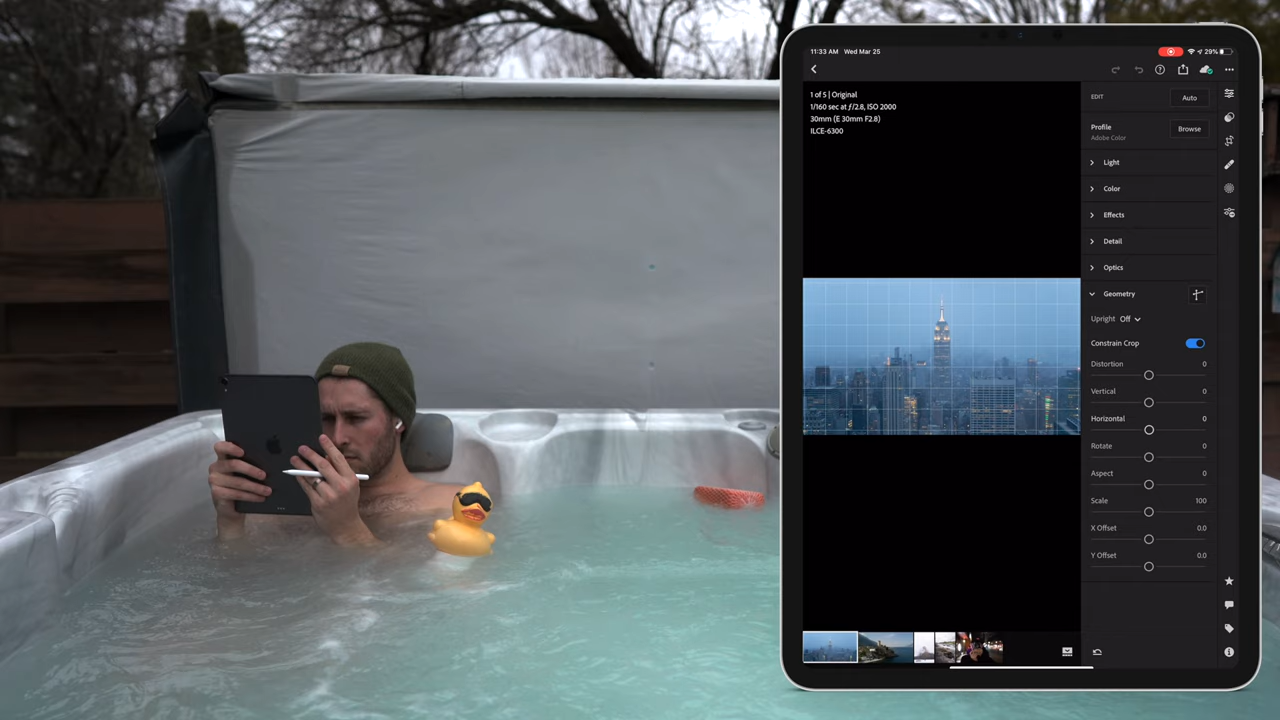 11:33 AM Wed Mar 25
29%
1 of 5 | Original
1/160 sec at ƒ/2.8, ISO 2000
30mm (E 30mm F2.8)
ILCE-6300
EDIT
Auto
Profile
Adobe Color
Browse
Light
Color
Effects
Detail
Optics
Geometry
Upright Off
Constrain Crop
Distortion 0
Vertical 0
Horizontal 0
Rotate 0
Aspect 0
Scale 100
X Offset 0.0
Y Offset 0.0